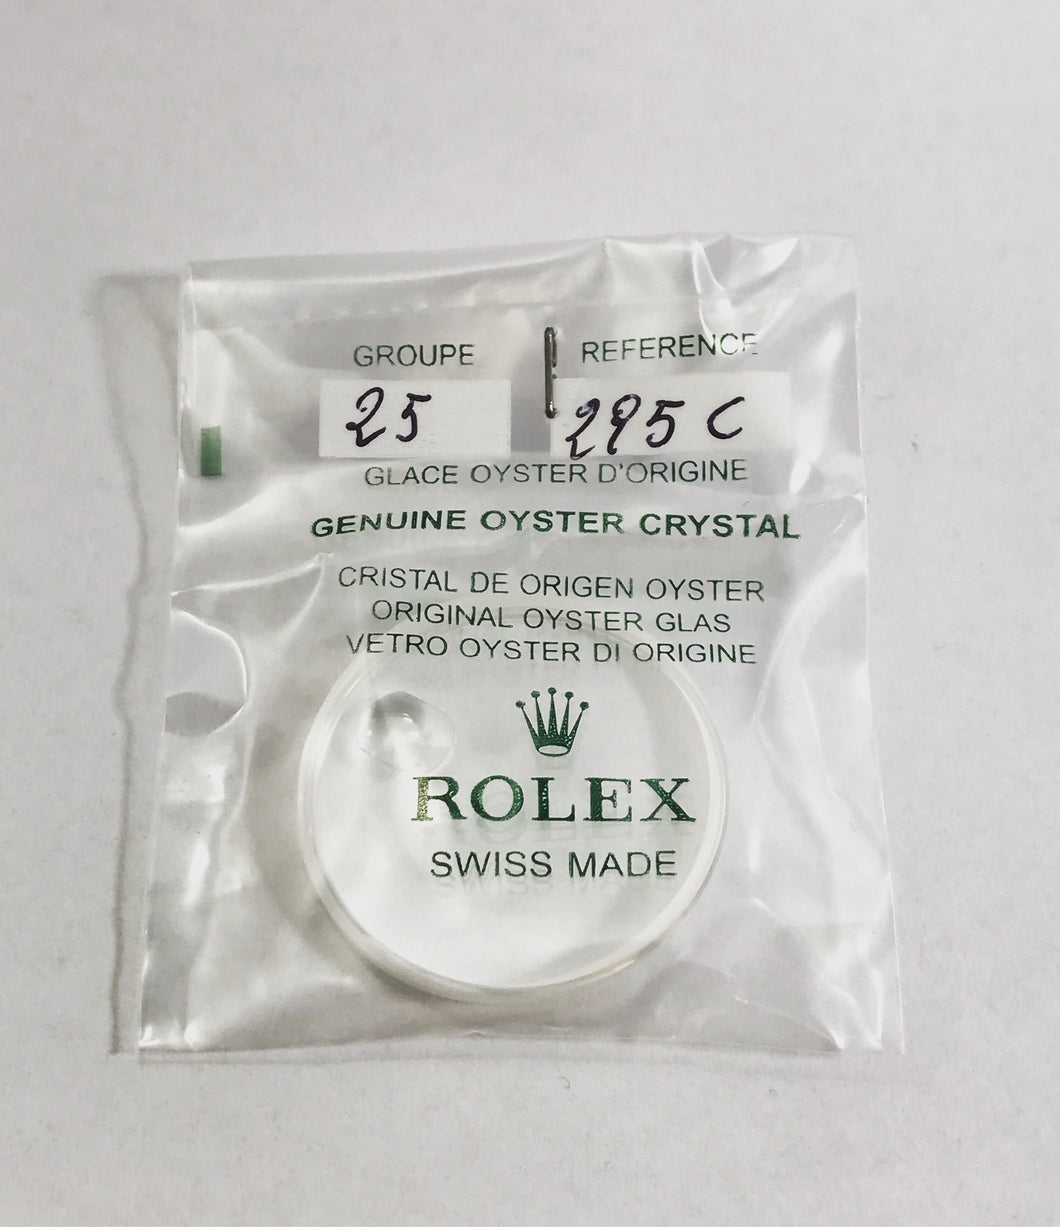 GROUPE REFERENCE
25 295 C
GLACE OYSTER D'ORIGINE
GENUINE OYSTER CRYSTAL
CRISTAL DE ORIGEN OYSTER
ORIGINAL OYSTER GLAS
VETRO OYSTER DI ORIGINE
ROLEX
SWISS MADE